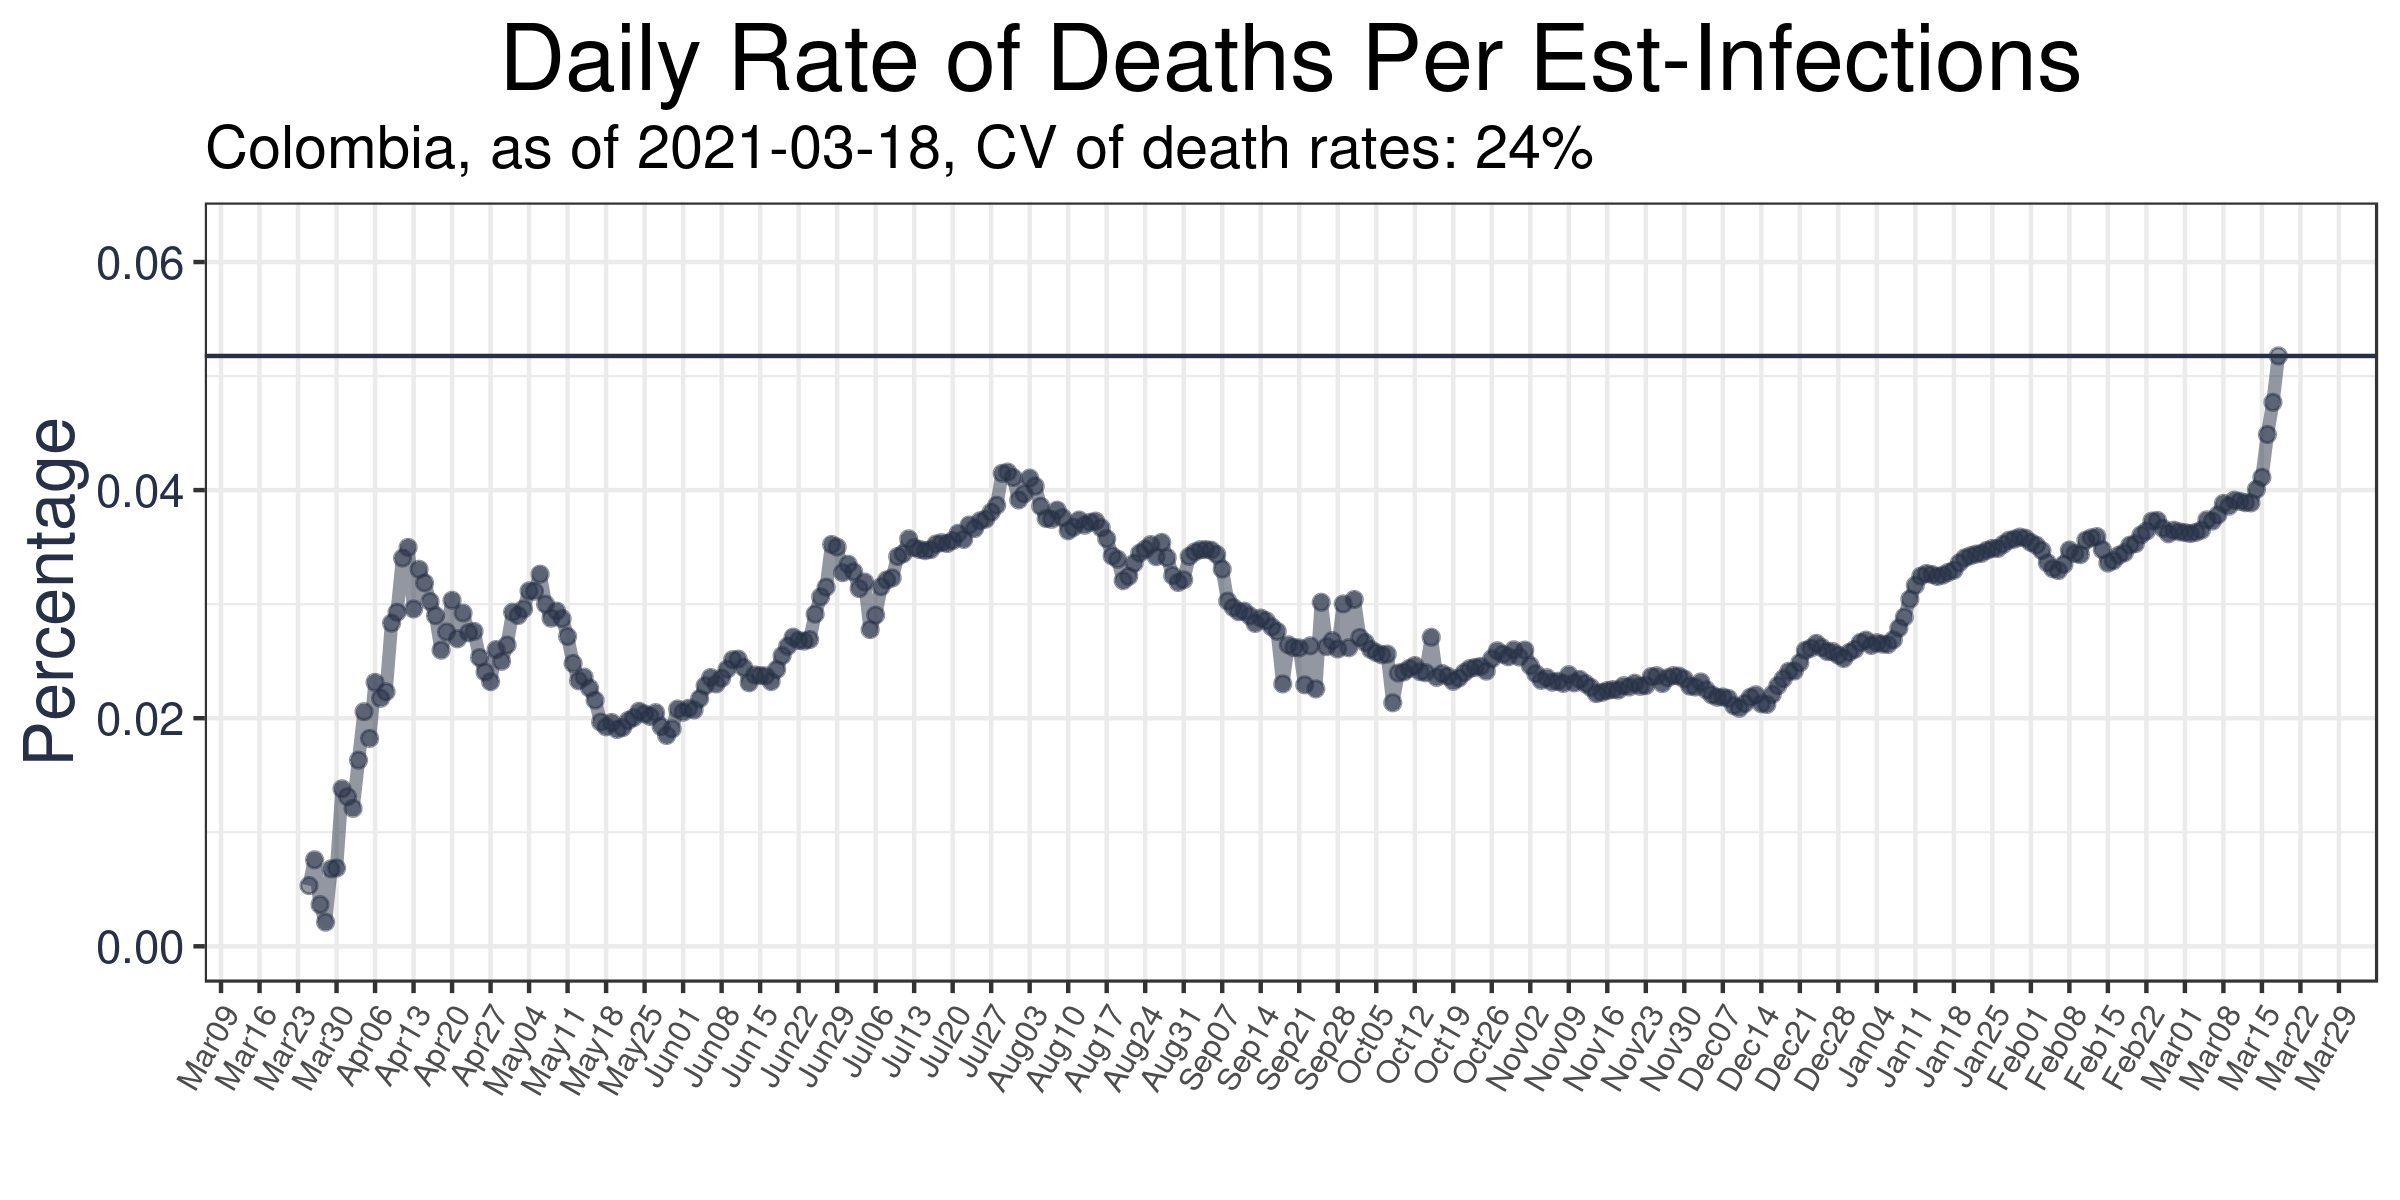 Daily Rate of Deaths Per Est-Infections
Colombia, as of 2021-03-18, CV of death rates: 24%
Percentage
0.06
0.04
0.02
0.00
Mar09
Mar16
Mar23
Mar30
Apr06
Apr13
Apr20
Apr27
May04
May11
May18
May25
Jun01
Jun08
Jun15
Jun22
Jun29
Jul06
Jul13
Jul20
Jul27
Aug03
Aug10
Aug17
Aug24
Aug31
Sep07
Sep14
Sep21
Sep28
Oct05
Oct12
Oct19
Oct26
Nov02
Nov09
Nov16
Nov23
Nov30
Dec07
Dec14
Dec21
Dec28
Jan04
Jan11
Jan18
Jan25
Feb01
Feb08
Feb15
Feb22
Mar01
Mar08
Mar15
Mar22
Mar29